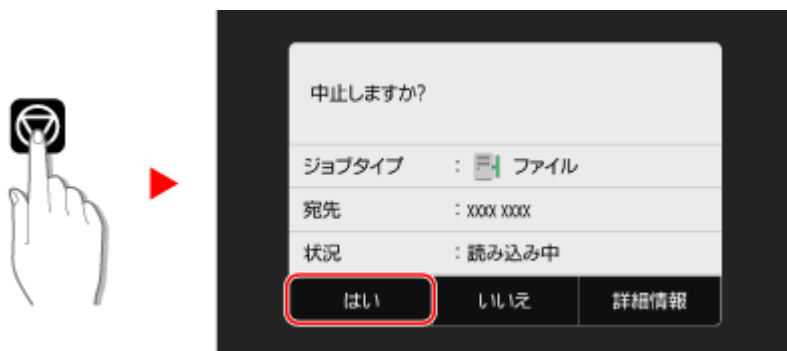 中止しますか?
ジョブタイプ : ファイル
宛先 : xxxx xxxx
状況 : 読み込み中
はい いいえ 詳細情報